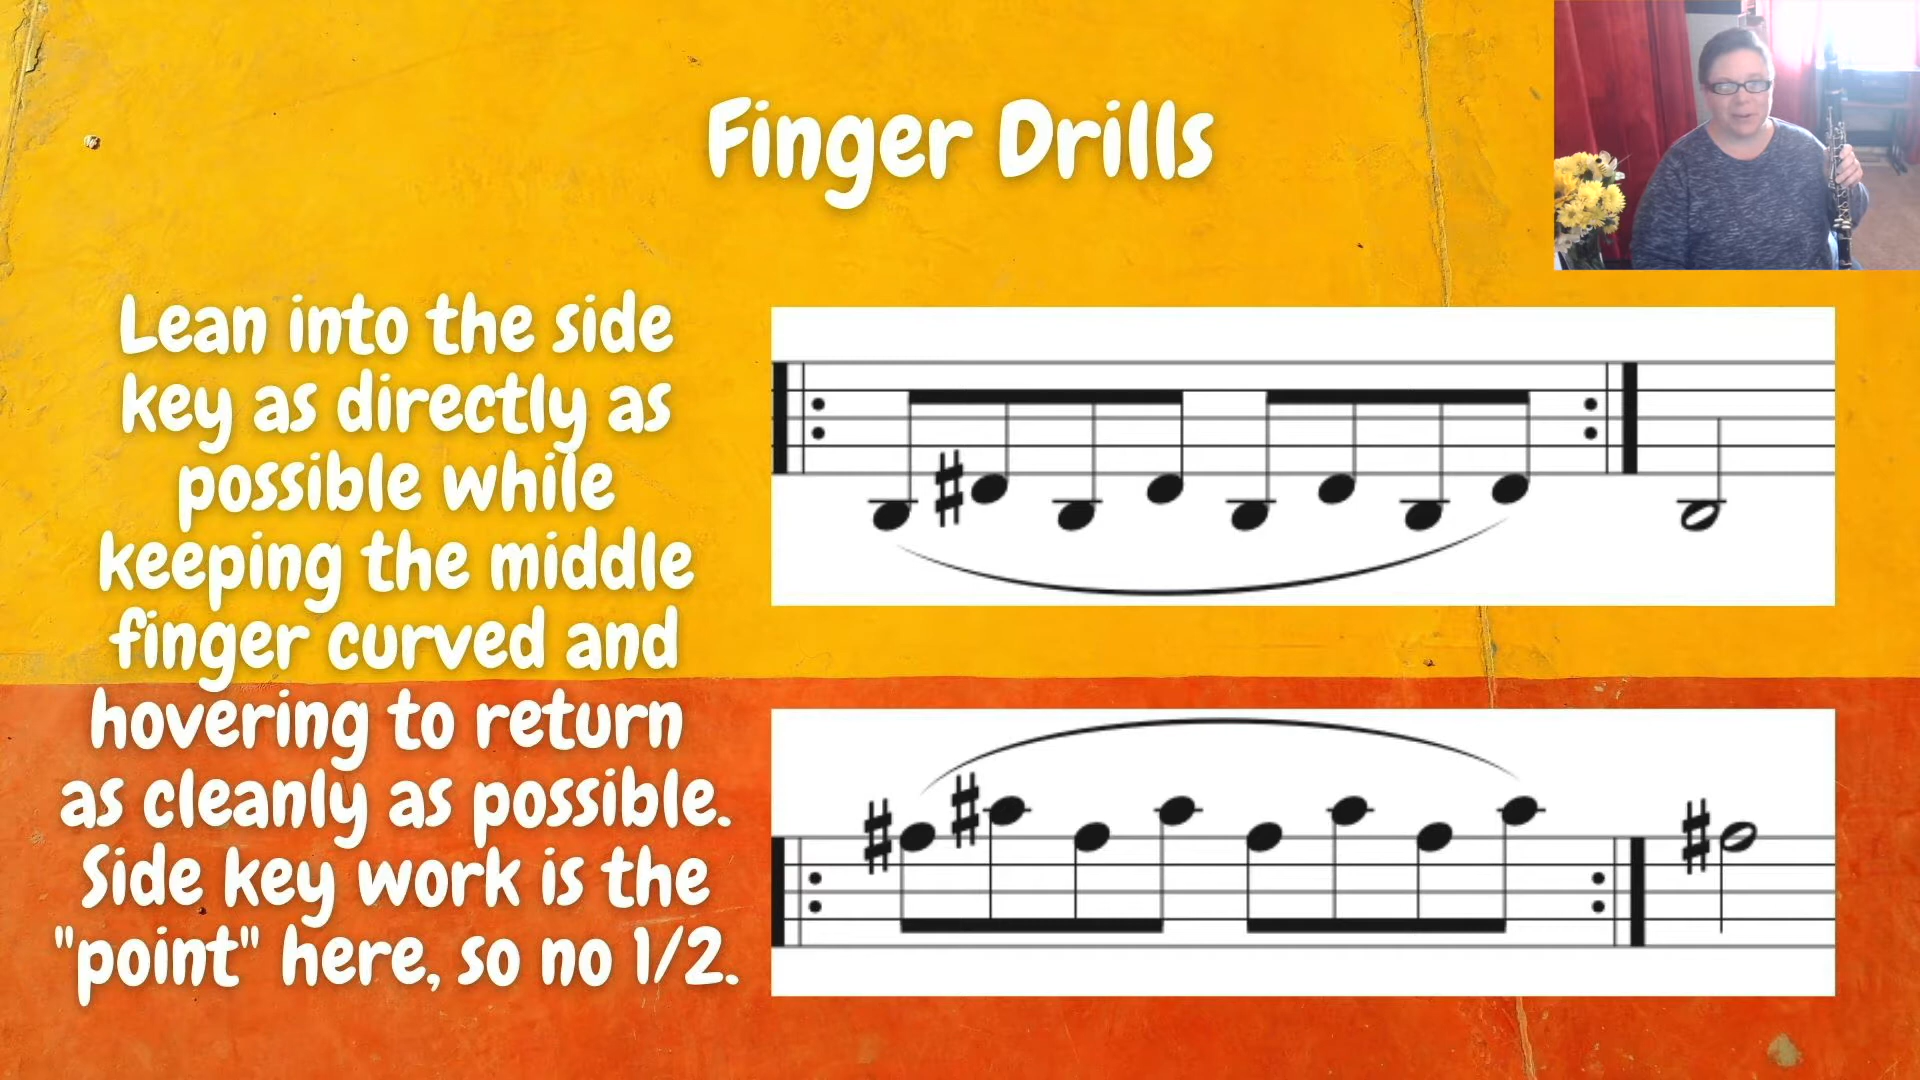 Finger Drills
Lean into the side
key as directly as
possible while
keeping the middle
finger curved and
hovering to return
as cleanly as possible.
Side key work is the
"point" here, so no 1/2.